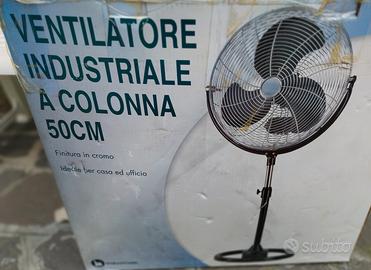 VENTILATORE
INDUSTRIALE
A COLONNA
50CM
Finitura in cromo
Ideale per casa ed ufficio
subito